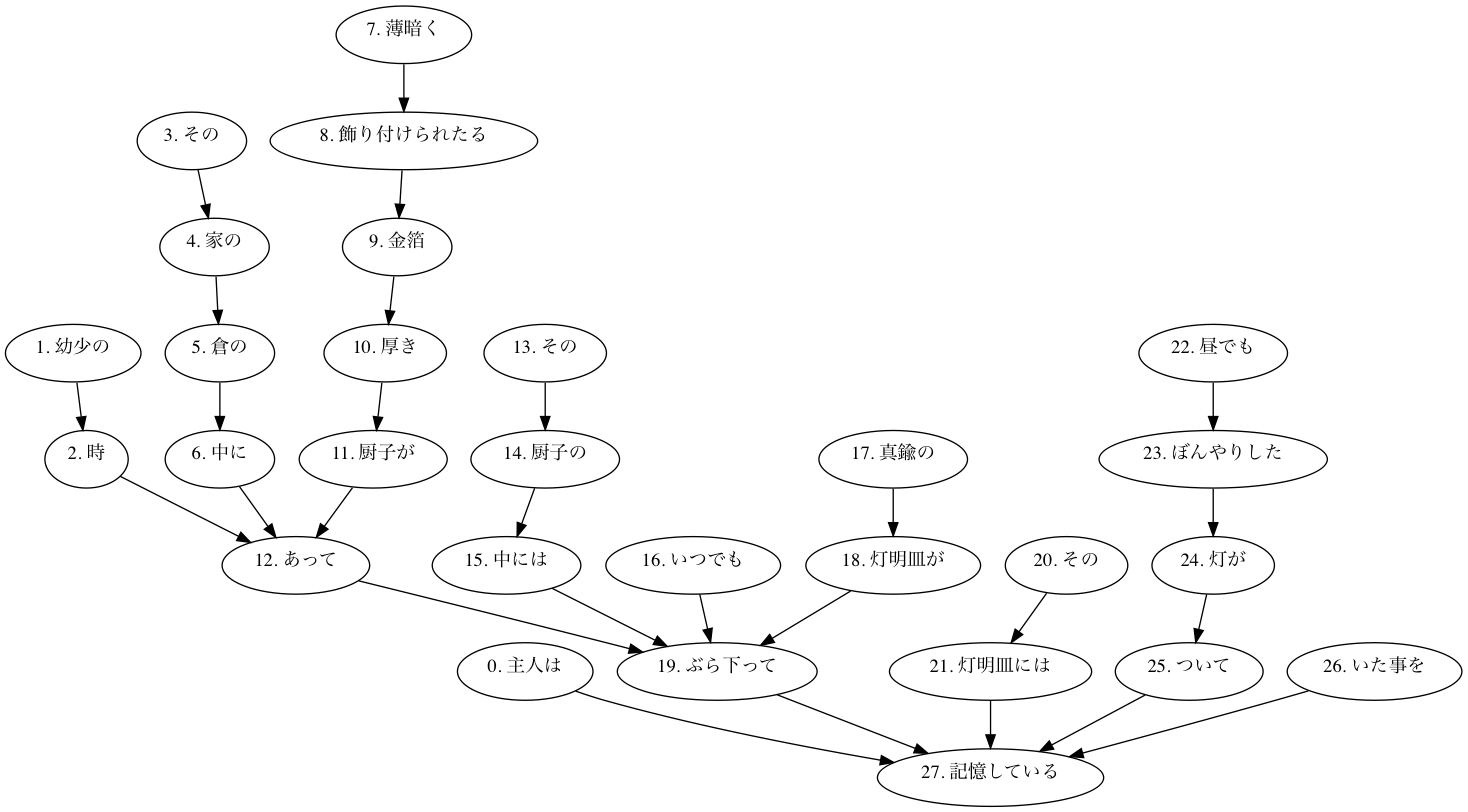 7. 薄暗く
3. その
8. 飾り付けられたる
4. 家の
9. 金箔
1. 幼少の
5. 倉の
10. 厚き
13. その
22. 昼でも
2. 時
6. 中に
11. 厨子が
14. 厨子の
17. 真鍮の
23. ぼんやりした
12. あって
15. 中には
16. いつでも
18. 灯明皿が
20. その
24. 灯が
0. 主人は
19. ぶら下って
21. 灯明皿には
25. ついて
26. いた事を
27. 記憶している